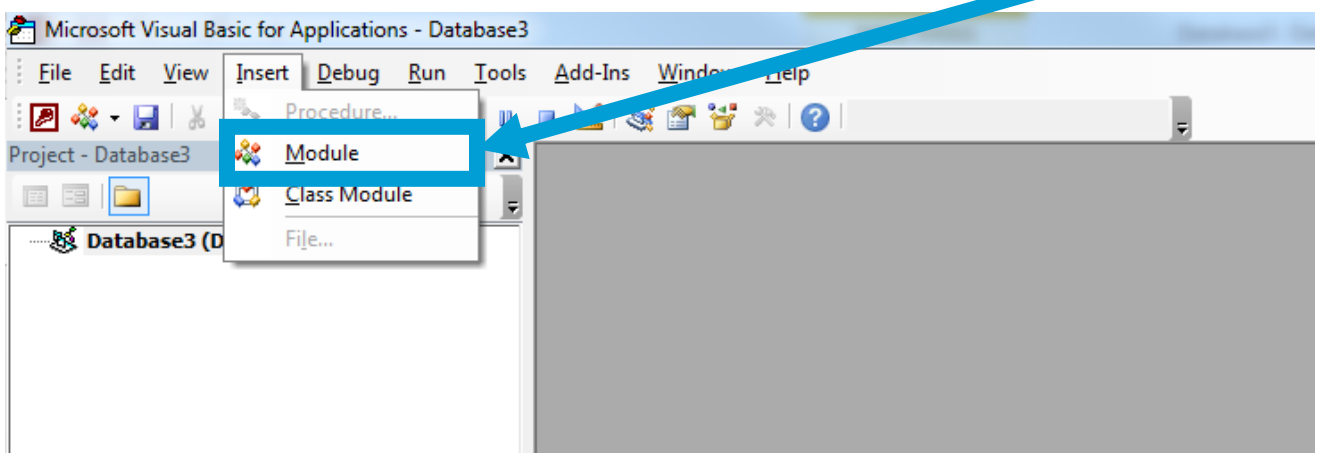 Microsoft Visual Basic for Applications - Database3
File Edit View Insert Debug Run Tools Add-Ins Window Help
Procedure...
Project - Database3
Module
Class Module
Database3 (D
File...